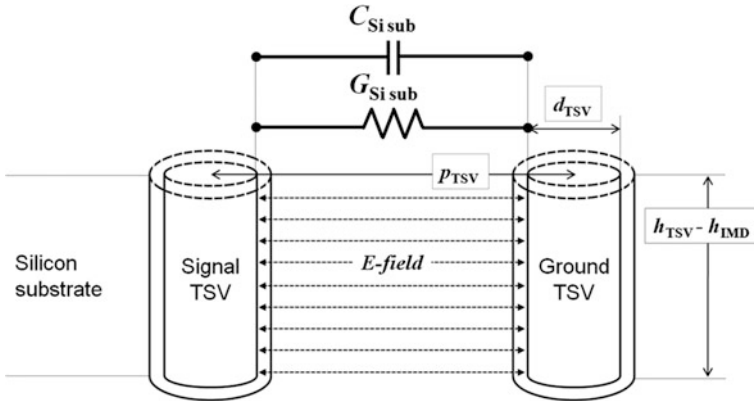 C_Si sub
G_Si sub
d_TSV
p_TSV
h_TSV - h_IMD
Silicon
substrate
Signal
TSV
E-field
Ground
TSV